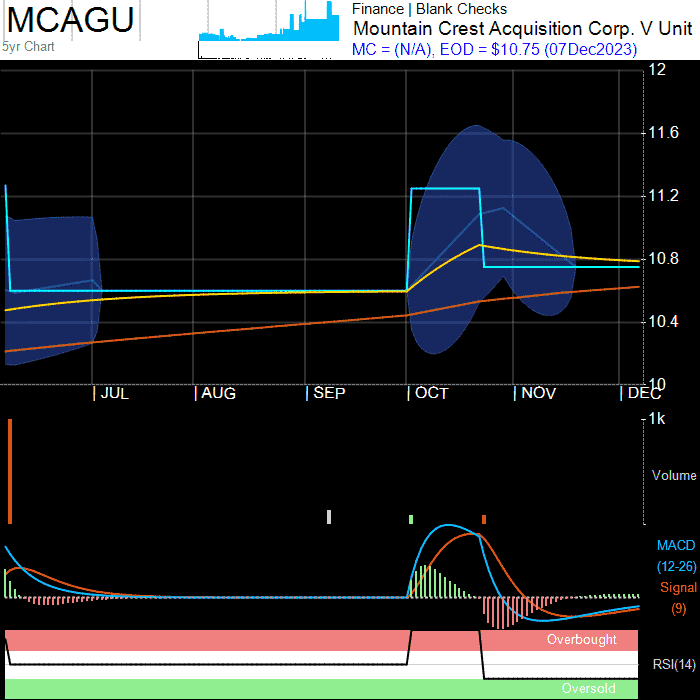 MCAGU
5yr Chart
Finance | Blank Checks
Mountain Crest Acquisition Corp. V Unit
MC = (N/A), EOD = $10.75 (07Dec2023)
12
11.6
11.2
10.8
10.4
10
JUL AUG SEP OCT NOV DEC
1k
Volume
MACD
(12-26)
Signal
(9)
Overbought
RSI(14)
Oversold